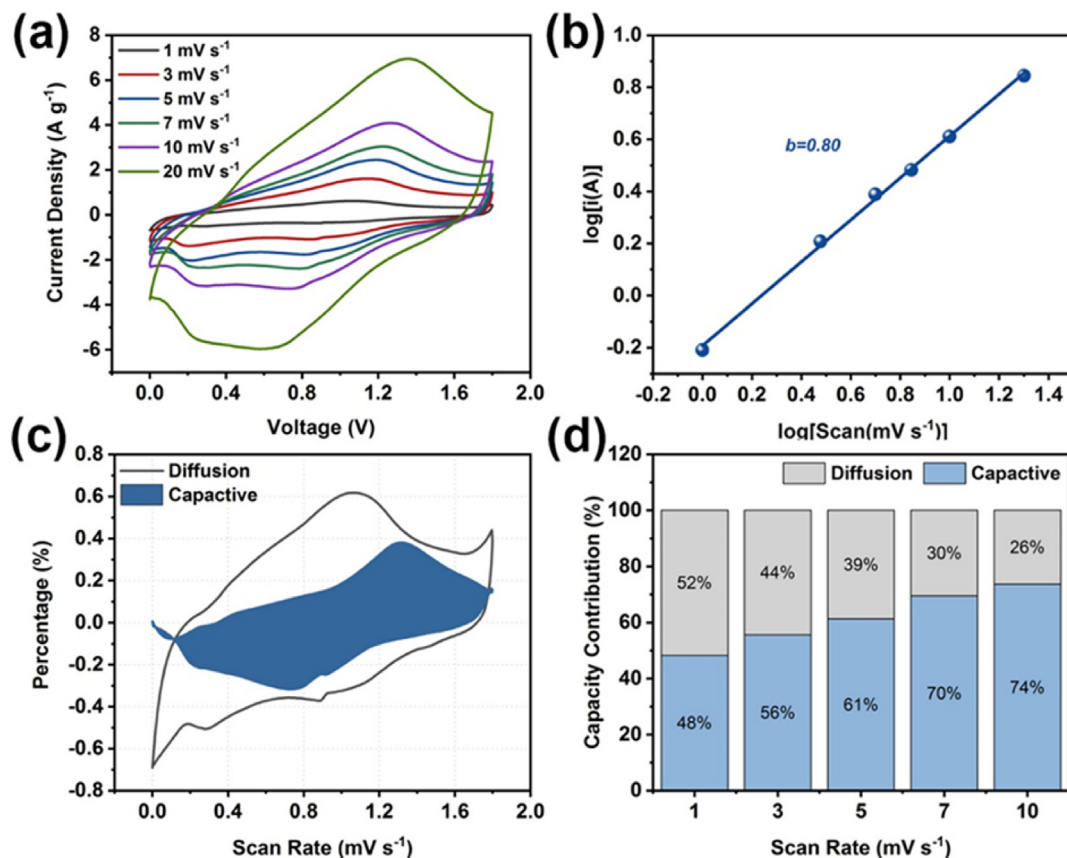 (a)
1 mV s⁻¹
3 mV s⁻¹
5 mV s⁻¹
7 mV s⁻¹
10 mV s⁻¹
20 mV s⁻¹
8
6
4
2
0
-2
-4
-6
0.0 0.4 0.8 1.2 1.6 2.0
Current Density (A g⁻¹)
Voltage (V)
(b)
b=0.80
1.0
0.8
0.6
0.4
0.2
0.0
-0.2
-0.2 0.0 0.2 0.4 0.6 0.8 1.0 1.2 1.4
log[i(A)]
log[Scan(mV s⁻¹)]
(c)
Diffusion
Capactive
0.8
0.6
0.4
0.2
0.0
-0.2
-0.4
-0.6
-0.8
0.0 0.4 0.8 1.2 1.6 2.0
Percentage (%)
Scan Rate (mV s⁻¹)
(d)
Diffusion Capactive
120
100
80
60
40
20
0
52% 44% 39% 30% 26%
48% 56% 61% 70% 74%
1 3 5 7 10
Capacity Contribution (%)
Scan Rate (mV s⁻¹)